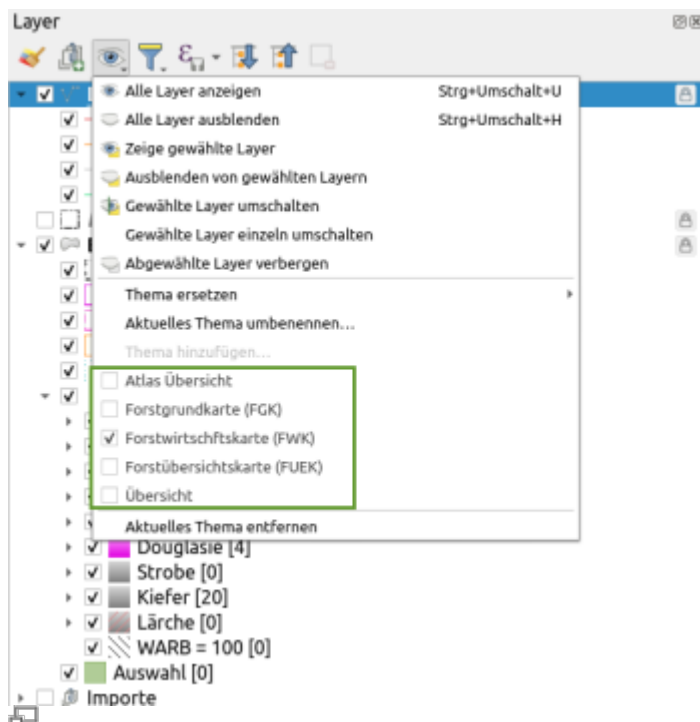 Layer
Alle Layer anzeigen Strg+Umschalt+U
Alle Layer ausblenden Strg+Umschalt+H
Zeige gewählte Layer
Ausblenden von gewählten Layern
Gewählte Layer umschalten
Gewählte Layer einzeln umschalten
Abgewählte Layer verbergen
Thema ersetzen
Aktuelles Thema umbenennen...
Thema hinzufügen...
Atlas Übersicht
Forstgrundkarte (FGK)
Forstwirtschftskarte (FWK)
Forstübersichtskarte (FUEK)
Übersicht
Aktuelles Thema entfernen
Douglasie [4]
Strobe [0]
Kiefer [20]
Lärche [0]
WARB = 100 [0]
Auswahl [0]
Importe